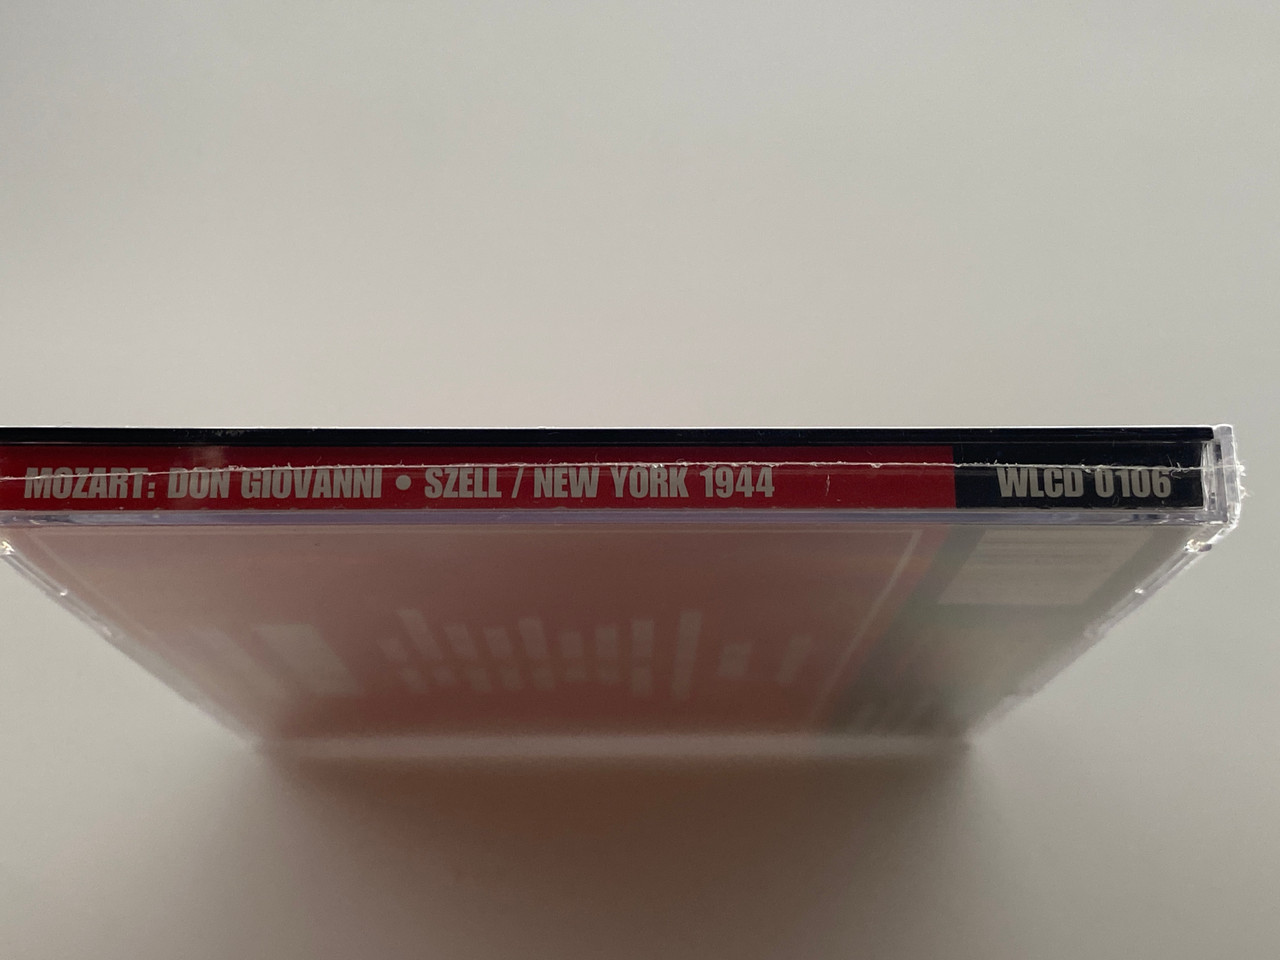 MOZART: DON GIOVANNI • SZELL / NEW YORK 1944 WLCD 0106